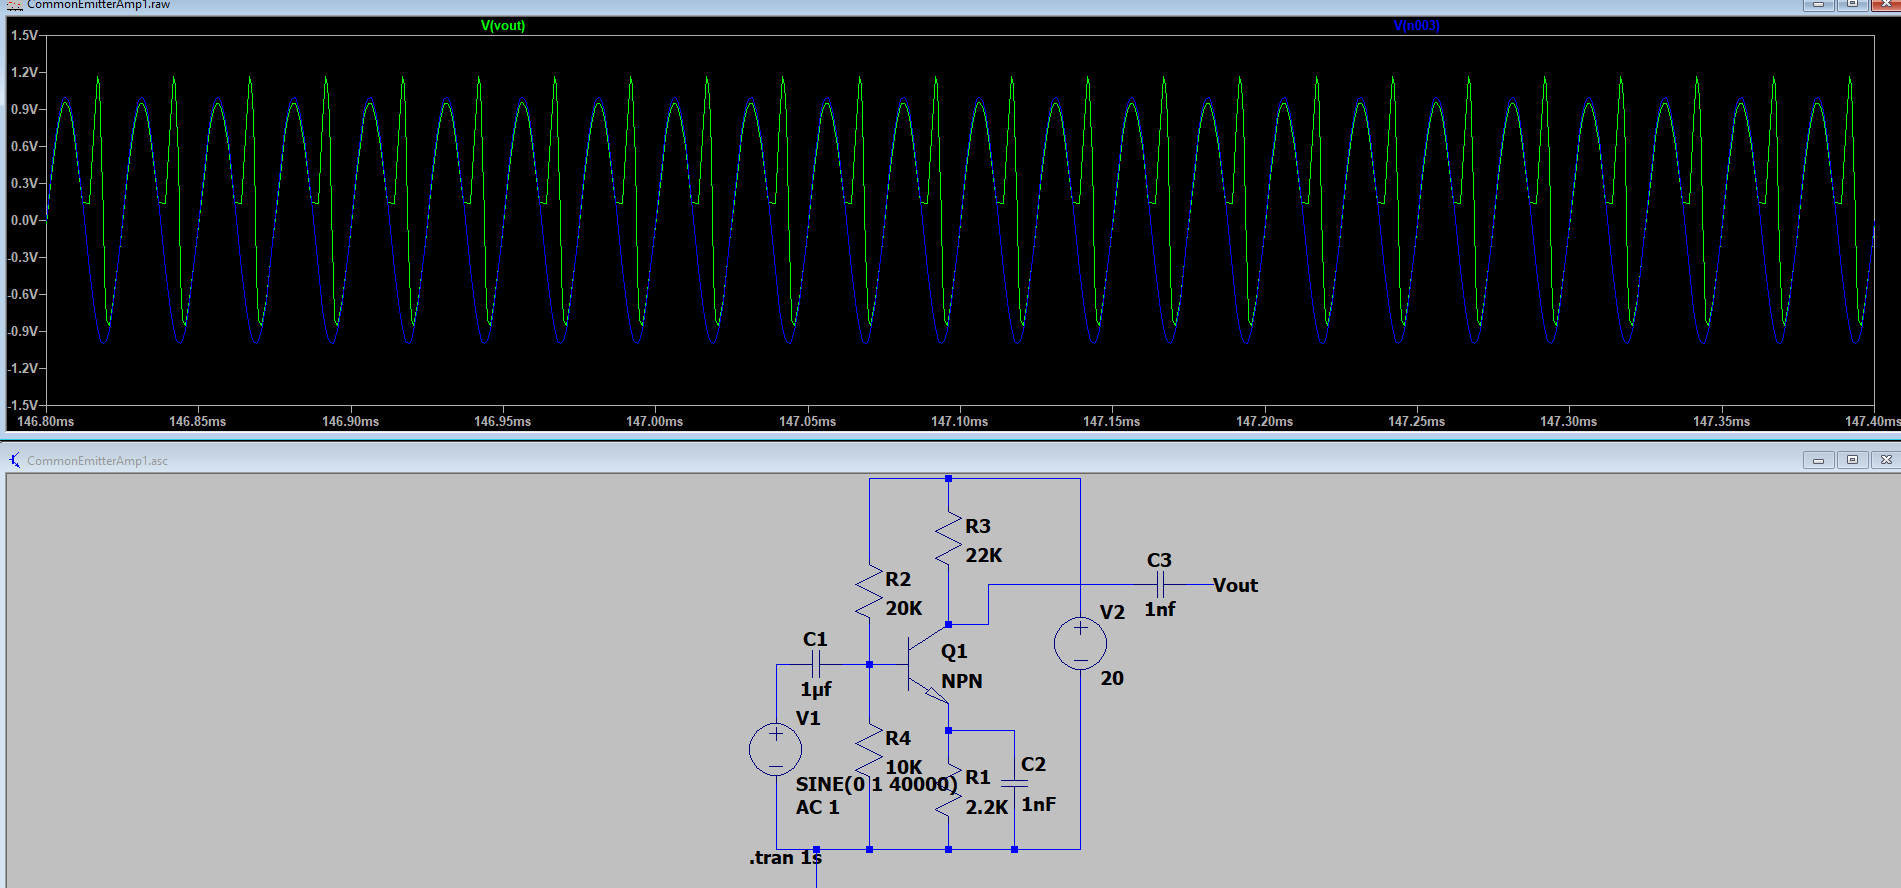 CommonEmitterAmp1.raw
V(vout) V(n003)
1.5V
1.2V
0.9V
0.6V
0.3V
0.0V
-0.3V
-0.6V
-0.9V
-1.2V
-1.5V
146.80ms 146.85ms 146.90ms 146.95ms 147.00ms 147.05ms 147.10ms 147.15ms 147.20ms 147.25ms 147.30ms 147.35ms 147.40ms
CommonEmitterAmp1.asc
R3
22K
C3
Vout
1nf
R2
20K
V2
20
C1
1µf
Q1
NPN
V1
R4
10K
SINE(0 1 40000)
AC 1
R1
2.2K
C2
1nF
.tran 1s